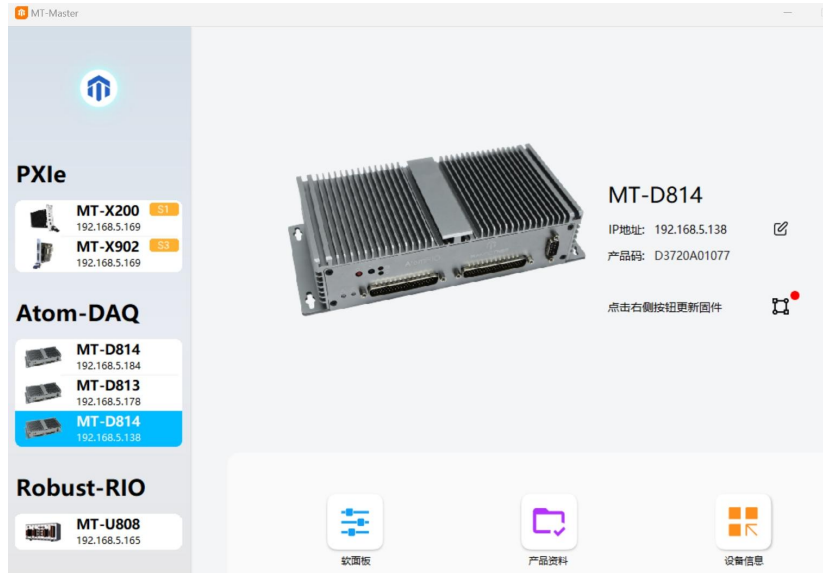 MT-Master
PXIe
MT-X200 S1
192.168.5.169
MT-X902 S3
192.168.5.169
Atom-DAQ
MT-D814
192.168.5.184
MT-D813
192.168.5.178
MT-D814
192.168.5.138
Robust-RIO
MT-U808
192.168.5.165
MT-D814
IP地址: 192.168.5.138
产品码: D3720A01077
点击右侧按钮更新固件
软面板
产品资料
设备信息